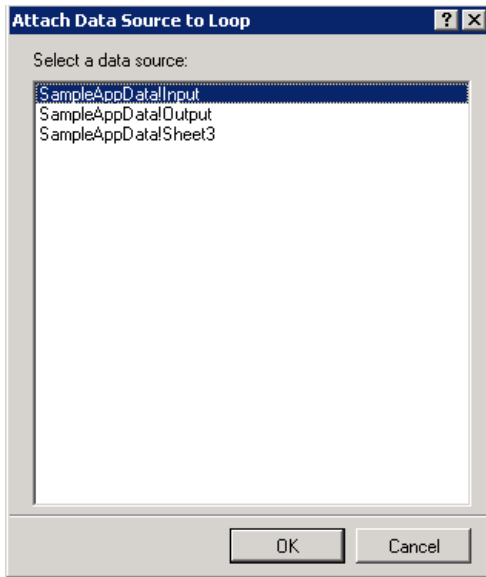 Attach Data Source to Loop
Select a data source:
SampleAppData!Input
SampleAppData!Output
SampleAppData!Sheet3
OK
Cancel